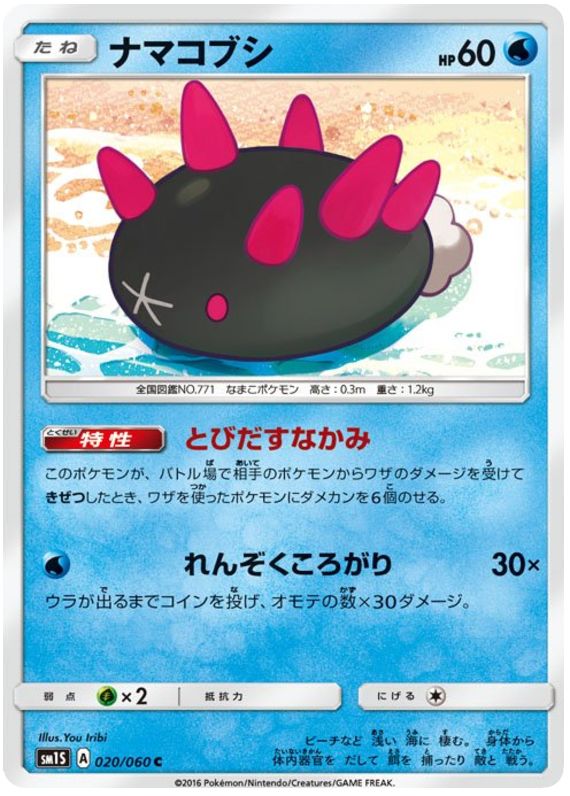 たね ナマコブシ HP60
全国図鑑NO.771 なまこポケモン 高さ:0.3m 重さ:1.2kg
とくせい
特性 とびだすなかみ
このポケモンが、バトル場で相手のポケモンからワザのダメージを受けて
きぜつしたとき、ワザを使ったポケモンにダメカンを6個のせる。
れんぞくころがり 30×
ウラが出るまでコインを投げ、オモテの数×30ダメージ。
弱点 ×2 抵抗力 にげる
Illus.You Iribi
ビーチなど 浅い 海に 棲む。身体から
体内器官を だして 餌を 捕ったり 敵と 戦う。
SM1S A 020/060 C
©2016 Pokémon/Nintendo/Creatures/GAME FREAK.